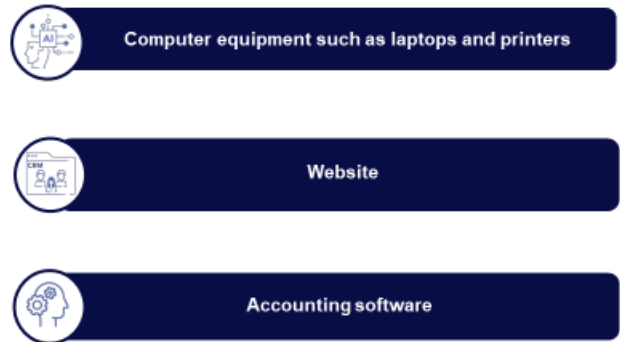 AI
Computer equipment such as laptops and printers
CRM
Website
Accounting software